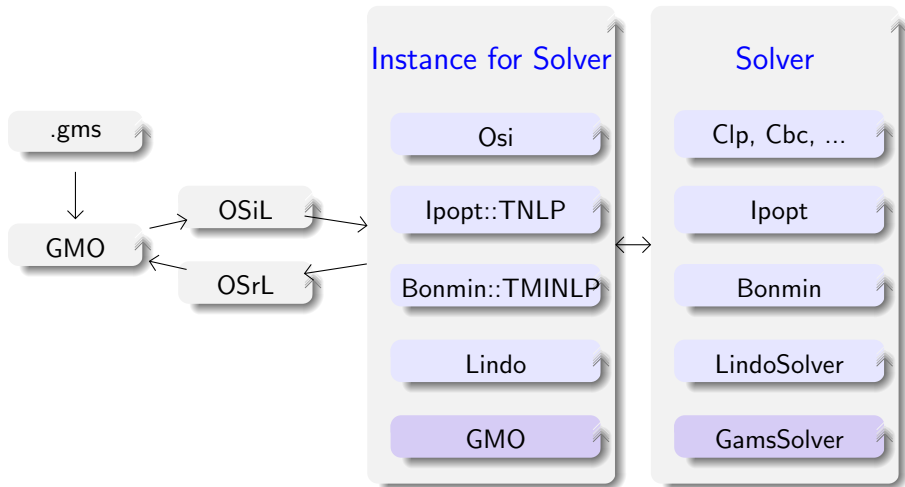 .gms
GMO
OSiL
OSrL
Instance for Solver
Osi
Ipopt::TNLP
Bonmin::TMINLP
Lindo
GMO
Solver
Clp, Cbc, ...
Ipopt
Bonmin
LindoSolver
GamsSolver